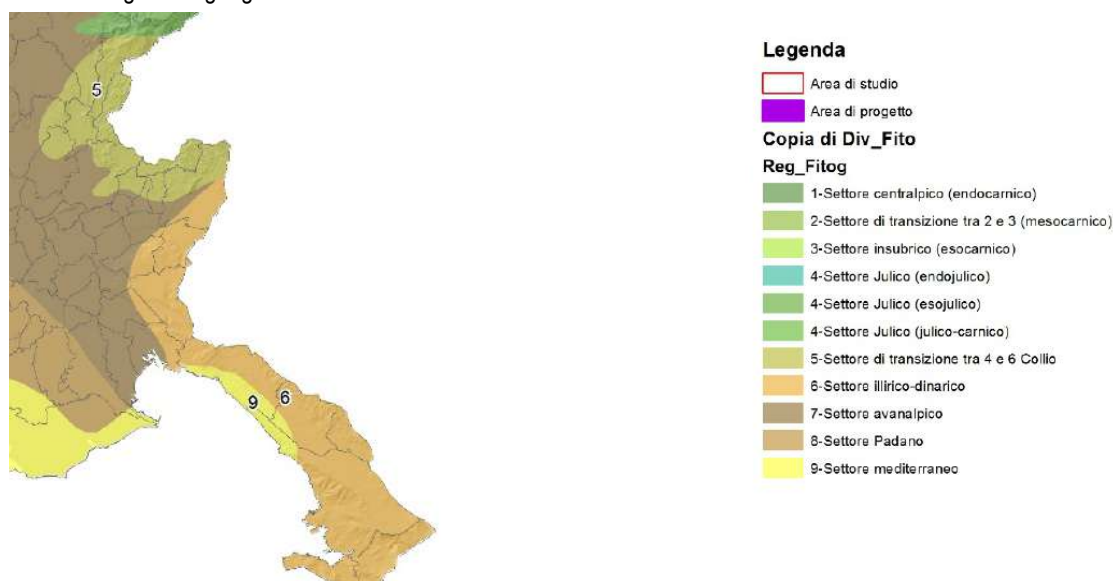 5
9
6
Legenda
Area di studio
Area di progetto
Copia di Div_Fito
Reg_Fitog
1-Settore centralpico (endocarnico)
2-Settore di transizione tra 2 e 3 (mesocarnico)
3-Settore insubrico (esocarnico)
4-Settore Julico (endojulico)
4-Settore Julico (esojulico)
4-Settore Julico (julico-carnico)
5-Settore di transizione tra 4 e 6 Collio
6-Settore illirico-dinarico
7-Settore avanalpico
8-Settore Padano
9-Settore mediterraneo